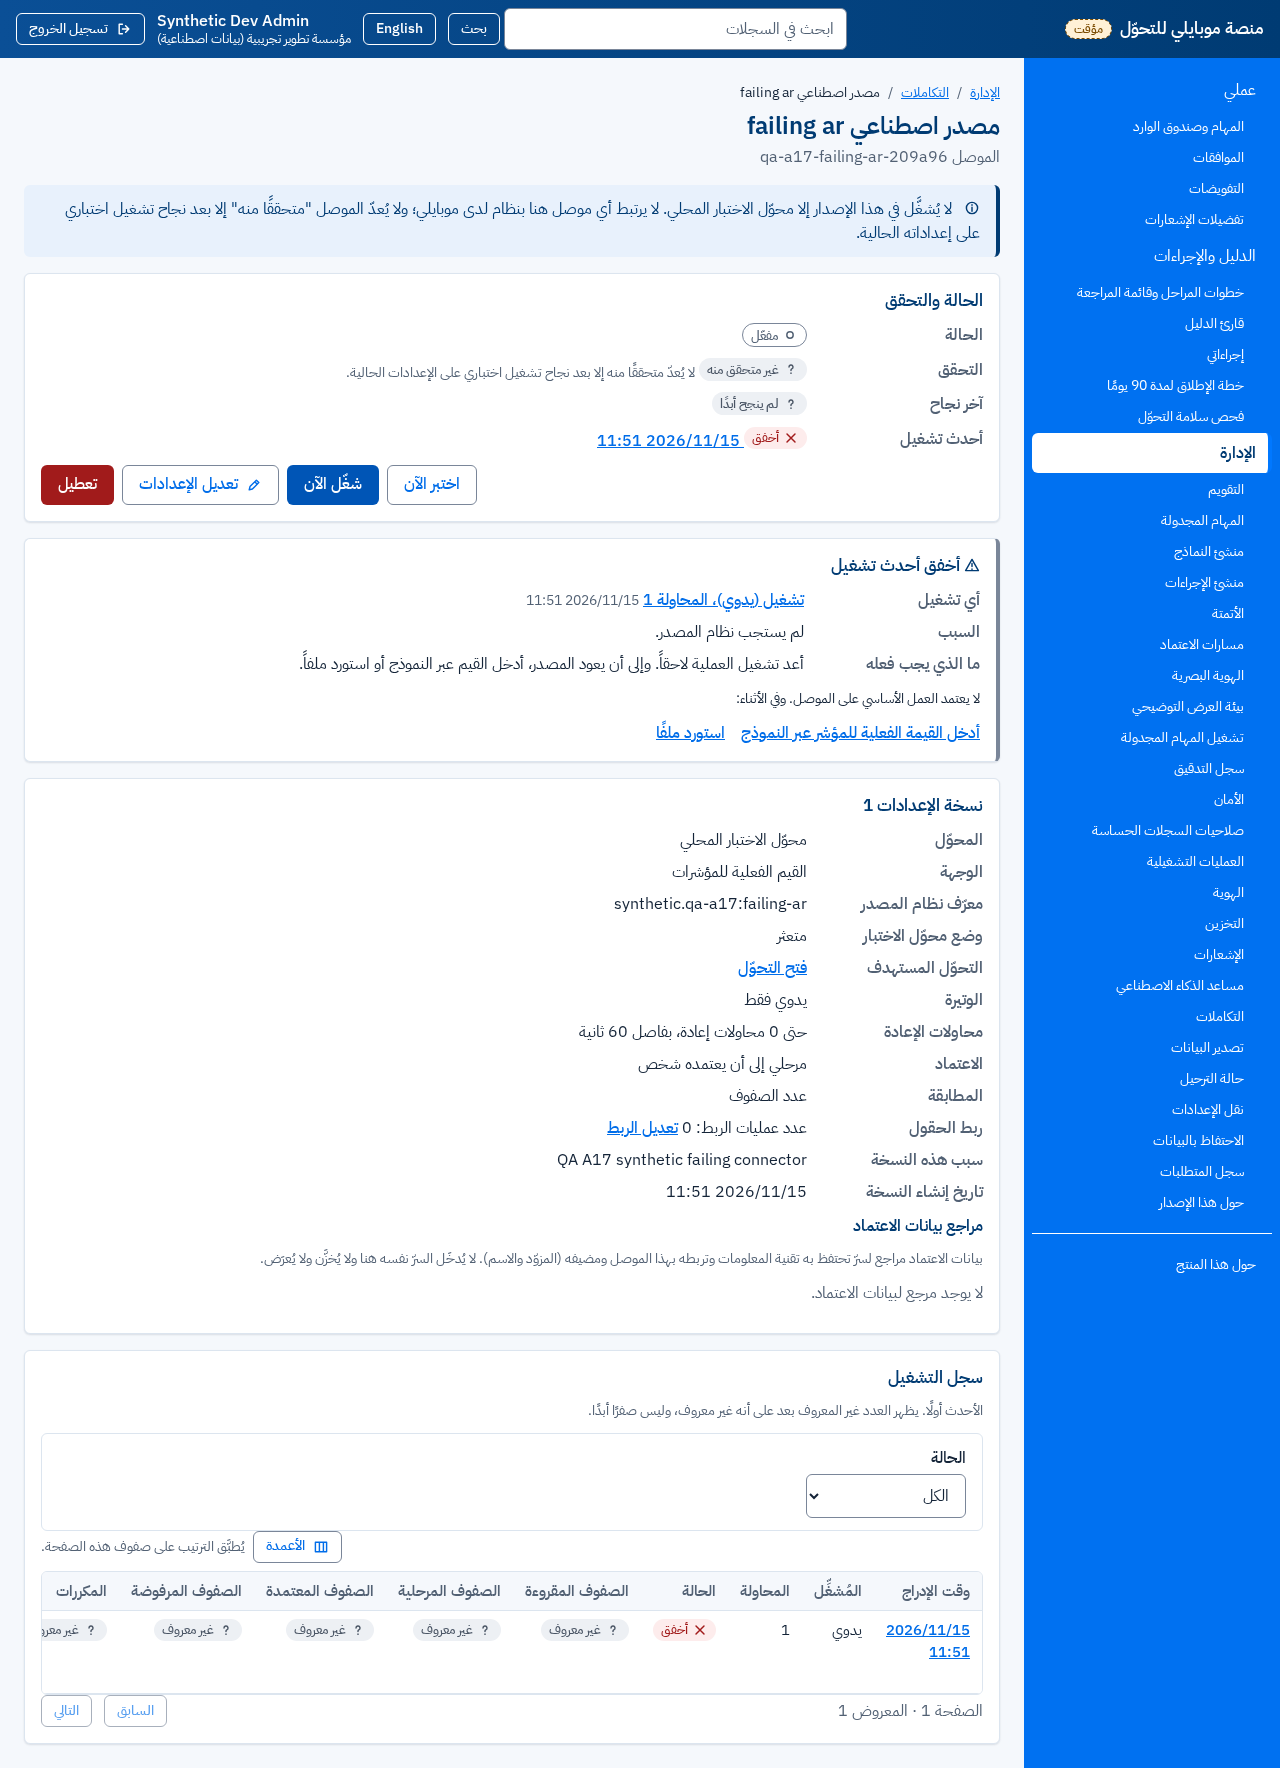 منصة موبايلي للتحوّل مؤقت
ابحث في السجلات
بحث
English
Synthetic Dev Admin
مؤسسة تطوير تجريبية (بيانات اصطناعية)
تسجيل الخروج
عملي
المهام وصندوق الوارد
الموافقات
التفويضات
تفضيلات الإشعارات
الدليل والإجراءات
خطوات المراحل وقائمة المراجعة
قارئ الدليل
إجراءاتي
خطة الإطلاق لمدة 90 يومًا
فحص سلامة التحوّل
الإدارة
التقويم
المهام المجدولة
منشئ النماذج
منشئ الإجراءات
الأتمتة
مسارات الاعتماد
الهوية البصرية
بيئة العرض التوضيحي
تشغيل المهام المجدولة
سجل التدقيق
الأمان
صلاحيات السجلات الحساسة
العمليات التشغيلية
الهوية
التخزين
الإشعارات
مساعد الذكاء الاصطناعي
التكاملات
تصدير البيانات
حالة الترحيل
نقل الإعدادات
الاحتفاظ بالبيانات
سجل المتطلبات
حول هذا الإصدار
حول هذا المنتج
الإدارة / التكاملات / مصدر اصطناعي failing ar
مصدر اصطناعي failing ar
الموصل qa-a17-failing-ar-209a96
لا يُشغَّل في هذا الإصدار إلا محوّل الاختبار المحلي. لا يرتبط أي موصل هنا بنظام لدى موبايلي؛ ولا يُعدّ الموصل "متحققًا منه" إلا بعد نجاح تشغيل اختباري
على إعداداته الحالية.
الحالة والتحقق
الحالة مفعّل
التحقق ? غير متحقق منه لا يُعدّ متحققًا منه إلا بعد نجاح تشغيل اختباري على الإعدادات الحالية.
آخر نجاح ? لم ينجح أبدًا
أحدث تشغيل أخفق 2026/11/15 11:51
اختبر الآن شغّل الآن تعديل الإعدادات تعطيل
أخفق أحدث تشغيل
أي تشغيل تشغيل (يدوي)، المحاولة 1 2026/11/15 11:51
السبب لم يستجب نظام المصدر.
ما الذي يجب فعله أعد تشغيل العملية لاحقاً. وإلى أن يعود المصدر، أدخل القيم عبر النموذج أو استورد ملفاً.
لا يعتمد العمل الأساسي على الموصل. وفي الأثناء:
أدخل القيمة الفعلية للمؤشر عبر النموذج استورد ملفًا
نسخة الإعدادات 1
المحوّل محوّل الاختبار المحلي
الوجهة القيم الفعلية للمؤشرات
معرّف نظام المصدر synthetic.qa-a17:failing-ar
وضع محوّل الاختبار متعثر
التحوّل المستهدف فتح التحوّل
الوتيرة يدوي فقط
محاولات الإعادة حتى 0 محاولات إعادة، بفاصل 60 ثانية
الاعتماد مرحلي إلى أن يعتمده شخص
المطابقة عدد الصفوف
ربط الحقول عدد عمليات الربط: 0 تعديل الربط
سبب هذه النسخة QA A17 synthetic failing connector
تاريخ إنشاء النسخة 2026/11/15 11:51
مراجع بيانات الاعتماد
بيانات الاعتماد مراجع لسرّ تحتفظ به تقنية المعلومات وتربطه بهذا الموصل ومضيفه (المزوّد والاسم). لا يُدخَل السرّ نفسه هنا ولا يُخزَّن ولا يُعرَض.
لا يوجد مرجع لبيانات الاعتماد.
سجل التشغيل
الأحدث أولًا. يظهر العدد غير المعروف بعد على أنه غير معروف، وليس صفرًا أبدًا.
الحالة
الكل
الأعمدة يُطبَّق الترتيب على صفوف هذه الصفحة.
وقت الإدراج المُشغِّل المحاولة الحالة الصفوف المقروءة الصفوف المرحلية الصفوف المعتمدة الصفوف المرفوضة المكررات
2026/11/15 11:51 يدوي 1 أخفق ? غير معروف ? غير معروف ? غير معروف ? غير معروف ? غير معرو
الصفحة 1 · المعروض 1 السابق التالي